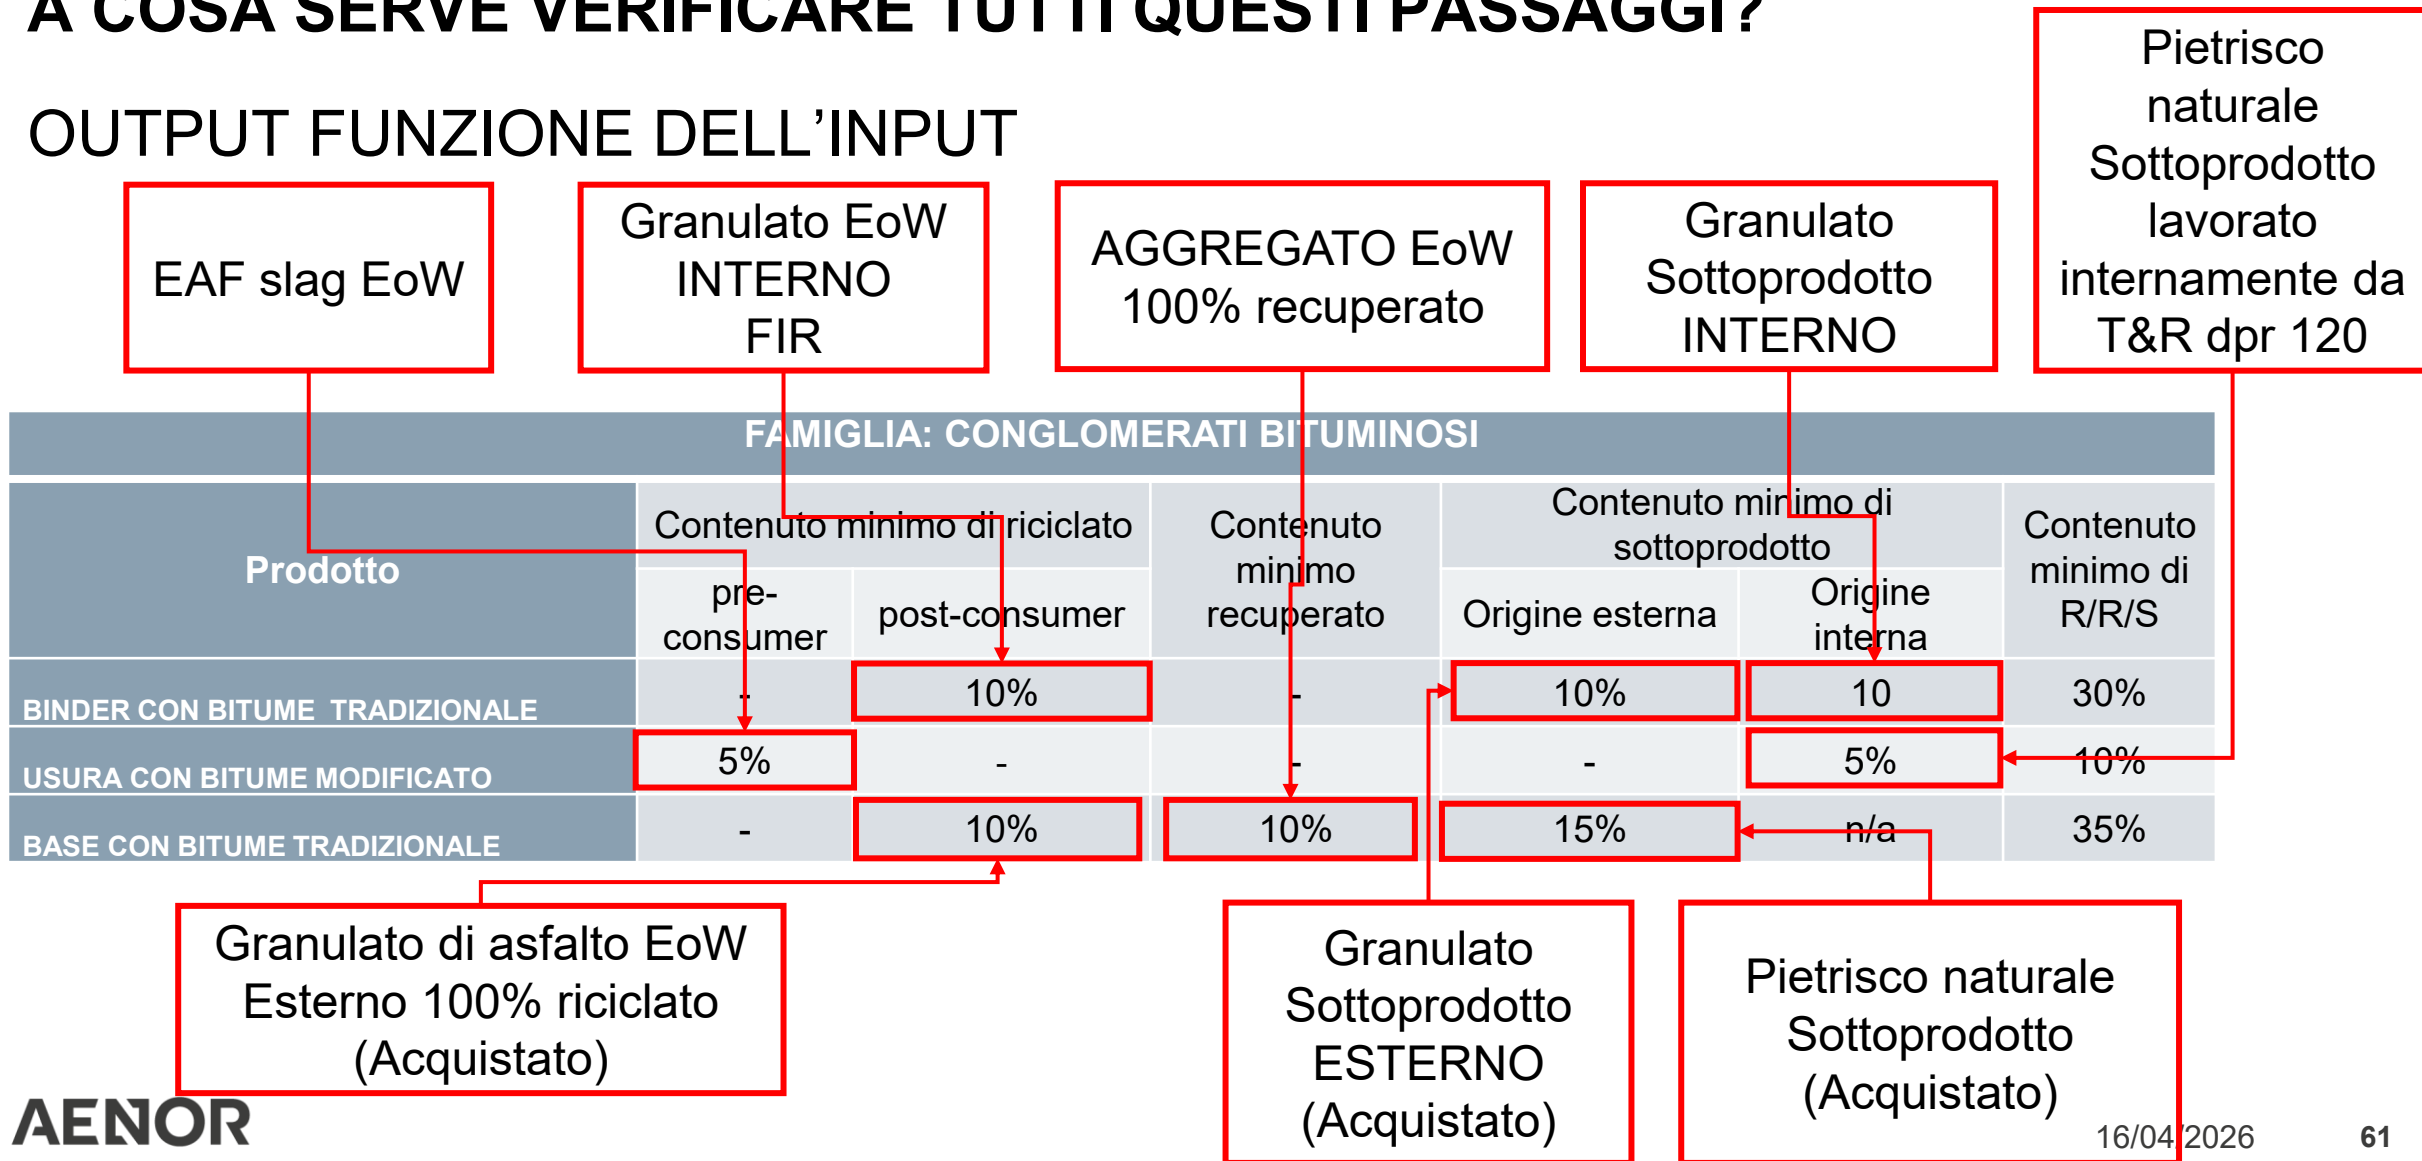 A COSA SERVE VERIFICARE TUTTI QUESTI PASSAGGI?
OUTPUT FUNZIONE DELL’INPUT
EAF slag EoW
Granulato EoW
INTERNO
FIR
AGGREGATO EoW
100% recuperato
Granulato
Sottoprodotto
INTERNO
Pietrisco
naturale
Sottoprodotto
lavorato
internamente da
T&R dpr 120
FAMIGLIA: CONGLOMERATI BITUMINOSI
Prodotto
Contenuto minimo di riciclato
pre-
consumer
post-consumer
Contenuto
minimo
recuperato
Contenuto minimo di
sottoprodotto
Origine esterna
Origine
interna
Contenuto
minimo di
R/R/S
BINDER CON BITUME TRADIZIONALE - 10% - 10% 10 30%
USURA CON BITUME MODIFICATO 5% - - - 5% 10%
BASE CON BITUME TRADIZIONALE - 10% 10% 15% n/a 35%
Granulato di asfalto EoW
Esterno 100% riciclato
(Acquistato)
Granulato
Sottoprodotto
ESTERNO
(Acquistato)
Pietrisco naturale
Sottoprodotto
(Acquistato)
AENOR
16/04/2026
61